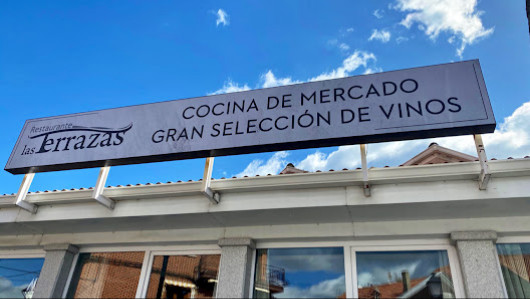 Restaurante
las Terrazas
COCINA DE MERCADO
GRAN SELECCIÓN DE VINOS